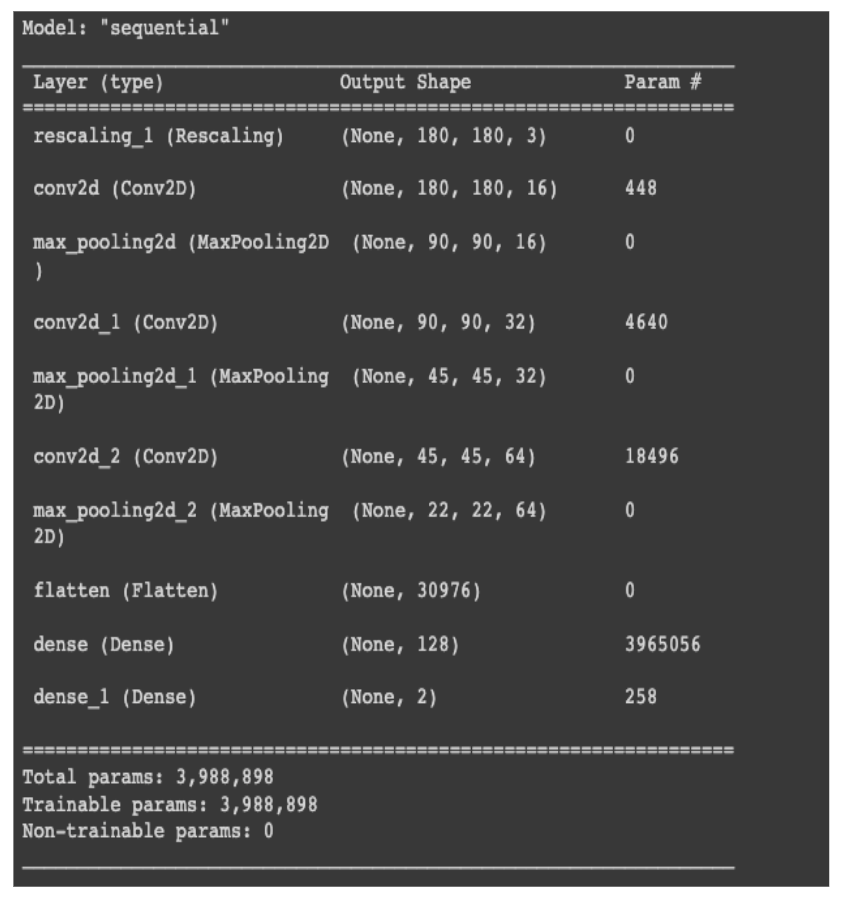 Model: "sequential"
_________________________________________________________________
Layer (type) Output Shape Param #
=================================================================
rescaling_1 (Rescaling) (None, 180, 180, 3) 0
conv2d (Conv2D) (None, 180, 180, 16) 448
max_pooling2d (MaxPooling2D (None, 90, 90, 16) 0
)
conv2d_1 (Conv2D) (None, 90, 90, 32) 4640
max_pooling2d_1 (MaxPooling (None, 45, 45, 32) 0
2D)
conv2d_2 (Conv2D) (None, 45, 45, 64) 18496
max_pooling2d_2 (MaxPooling (None, 22, 22, 64) 0
2D)
flatten (Flatten) (None, 30976) 0
dense (Dense) (None, 128) 3965056
dense_1 (Dense) (None, 2) 258
=================================================================
Total params: 3,988,898
Trainable params: 3,988,898
Non-trainable params: 0
_________________________________________________________________